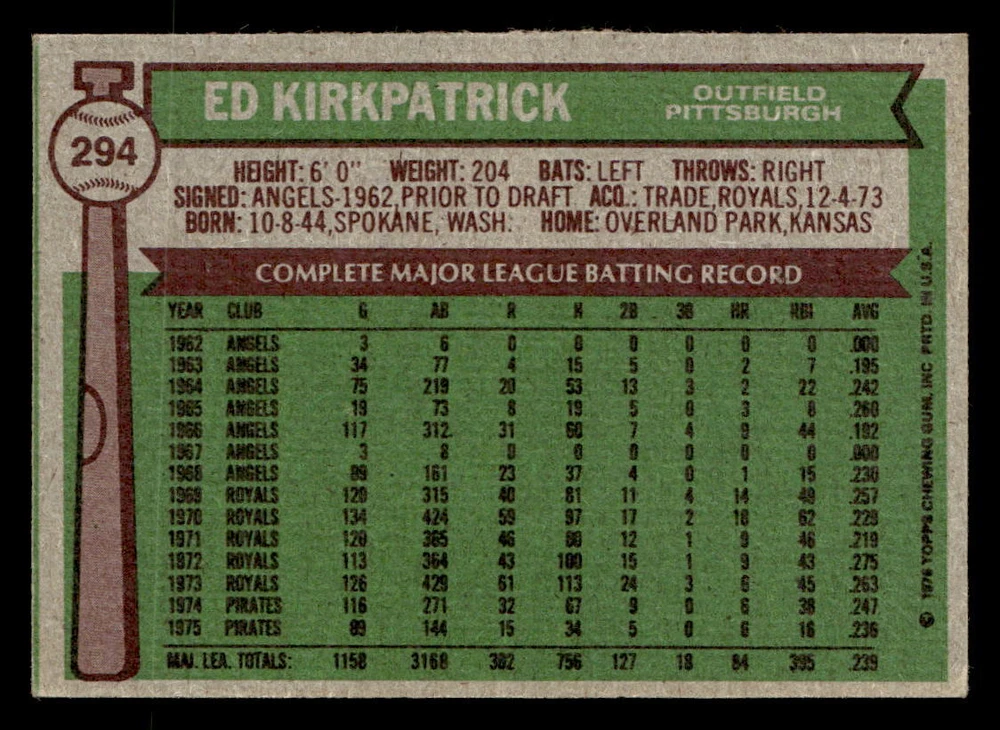 294
ED KIRKPATRICK
OUTFIELD
PITTSBURGH
HEIGHT: 6' 0" WEIGHT: 204 BATS: LEFT THROWS: RIGHT
SIGNED: ANGELS-1962, PRIOR TO DRAFT ACQ.: TRADE, ROYALS, 12-4-73
BORN: 10-8-44, SPOKANE, WASH. HOME: OVERLAND PARK, KANSAS
COMPLETE MAJOR LEAGUE BATTING RECORD
YEAR CLUB G AB R H 2B 3B HR RBI AVG
1962 ANGELS 3 6 0 0 0 0 0 0 .000
1963 ANGELS 34 77 4 15 5 0 2 7 .195
1964 ANGELS 75 219 20 53 13 3 2 22 .242
1965 ANGELS 19 73 8 19 5 0 3 8 .260
1966 ANGELS 117 312 31 60 7 4 9 44 .192
1967 ANGELS 3 8 0 0 0 0 0 0 .000
1968 ANGELS 89 161 23 37 4 0 1 15 .230
1969 ROYALS 120 315 40 81 11 4 14 49 .257
1970 ROYALS 134 424 59 97 17 2 18 62 .229
1971 ROYALS 120 365 46 80 12 1 9 46 .219
1972 ROYALS 113 364 43 100 15 1 9 43 .275
1973 ROYALS 126 429 61 113 24 3 6 45 .263
1974 PIRATES 116 271 32 67 9 0 6 38 .247
1975 PIRATES 89 144 15 34 5 0 6 16 .236
MAJ. LEA. TOTALS: 1158 3168 382 756 127 18 84 395 .239
© 1976 TOPPS CHEWING GUM, INC PRTD. IN U.S.A.